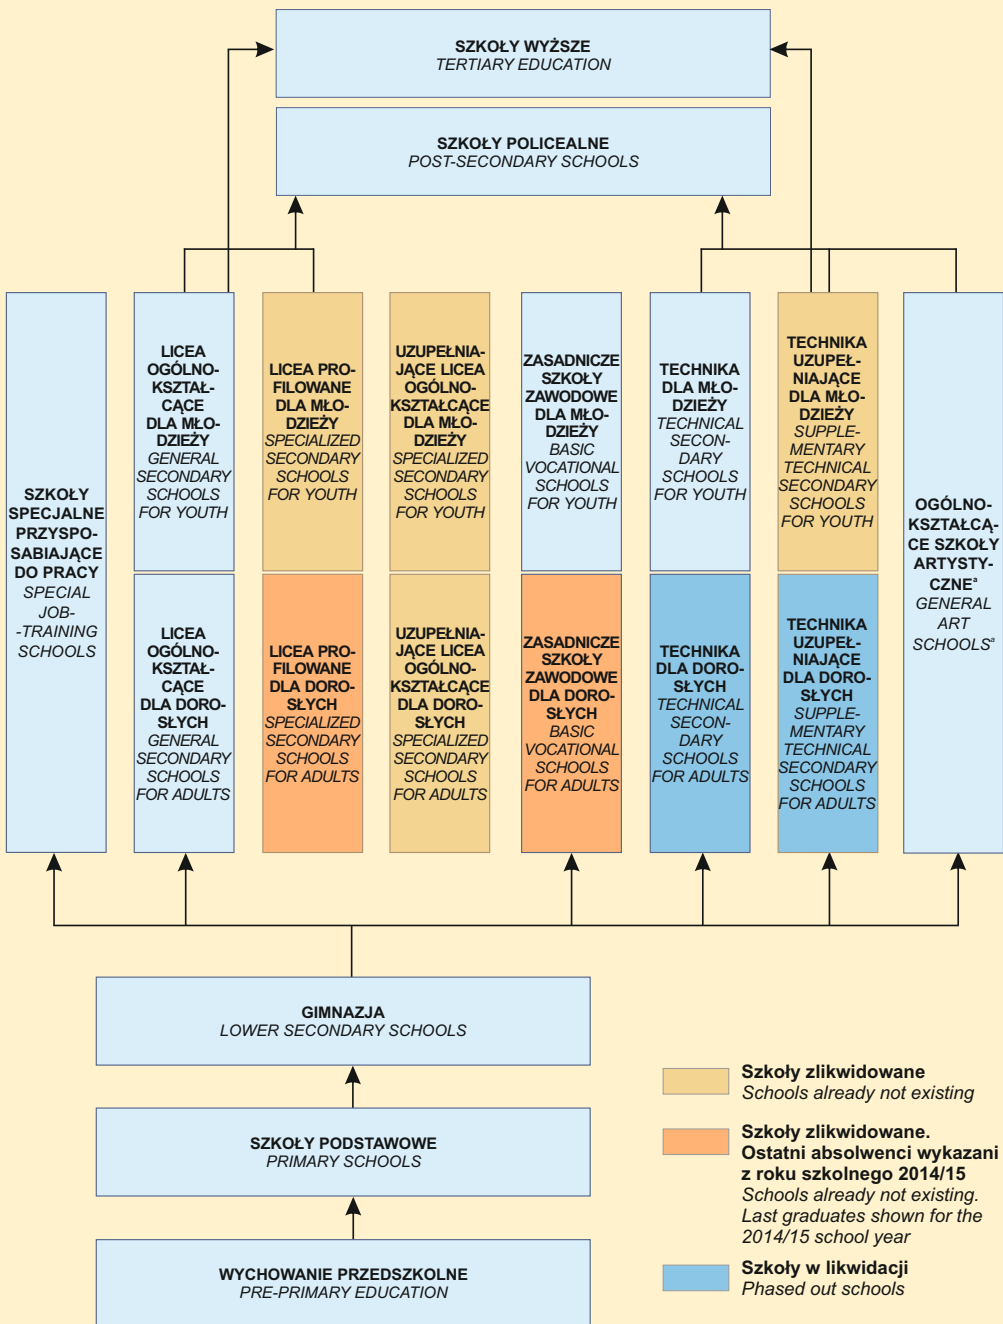 SZKOŁY WYŻSZE
TERTIARY EDUCATION
SZKOŁY POLICEALNE
POST-SECONDARY SCHOOLS
SZKOŁY
SPECJALNE
PRZYSPO-
SABIAJĄCE
DO PRACY
SPECIAL
JOB-
-TRAINING
SCHOOLS
LICEA
OGÓLNO-
KSZTAŁ-
CĄCE
DLA MŁO-
DZIEŻY
GENERAL
SECONDARY
SCHOOLS
FOR YOUTH
LICEA PRO-
FILOWANE
DLA MŁO-
DZIEŻY
SPECIALIZED
SECONDARY
SCHOOLS
FOR YOUTH
UZUPEŁNIA-
JĄCE LICEA
OGÓLNO-
KSZTAŁCĄCE
DLA MŁO-
DZIEŻY
SPECIALIZED
SECONDARY
SCHOOLS
FOR YOUTH
ZASADNICZE
SZKOŁY
ZAWODOWE
DLA MŁO-
DZIEŻY
BASIC
VOCATIONAL
SCHOOLS
FOR YOUTH
TECHNIKA
DLA MŁO-
DZIEŻY
TECHNICAL
SECON-
DARY
SCHOOLS
FOR YOUTH
TECHNIKA
UZUPEŁ-
NIAJĄCE
DLA MŁO-
DZIEŻY
SUPPLE-
MENTARY
TECHNICAL
SECONDARY
SCHOOLS
FOR YOUTH
OGÓLNO-
KSZTAŁCĄ-
CE SZKOŁY
ARTYSTY-
CZNEᵃ
GENERAL
ART
SCHOOLSᵃ
LICEA
OGÓLNO-
KSZTAŁ-
CĄCE
DLA DORO-
SŁYCH
GENERAL
SECONDARY
SCHOOLS
FOR ADULTS
LICEA PRO-
FILOWANE
DLA DORO-
SŁYCH
SPECIALIZED
SECONDARY
SCHOOLS
FOR ADULTS
UZUPEŁNIA-
JĄCE LICEA
OGÓLNO-
KSZTAŁCĄCE
DLA DORO-
SŁYCH
SPECIALIZED
SECONDARY
SCHOOLS
FOR ADULTS
ZASADNICZE
SZKOŁY
ZAWODOWE
DLA DORO-
SŁYCH
BASIC
VOCATIONAL
SCHOOLS
FOR ADULTS
TECHNIKA
DLA DORO-
SŁYCH
TECHNICAL
SECON-
DARY
SCHOOLS
FOR ADULTS
TECHNIKA
UZUPEŁ-
NIAJĄCE
DLA DORO-
SŁYCH
SUPPLE-
MENTARY
TECHNICAL
SECONDARY
SCHOOLS
FOR ADULTS
GIMNAZJA
LOWER SECONDARY SCHOOLS
SZKOŁY PODSTAWOWE
PRIMARY SCHOOLS
WYCHOWANIE PRZEDSZKOLNE
PRE-PRIMARY EDUCATION
Szkoły zlikwidowane
Schools already not existing
Szkoły zlikwidowane.
Ostatni absolwenci wykazani
z roku szkolnego 2014/15
Schools already not existing.
Last graduates shown for the
2014/15 school year
Szkoły w likwidacji
Phased out schools